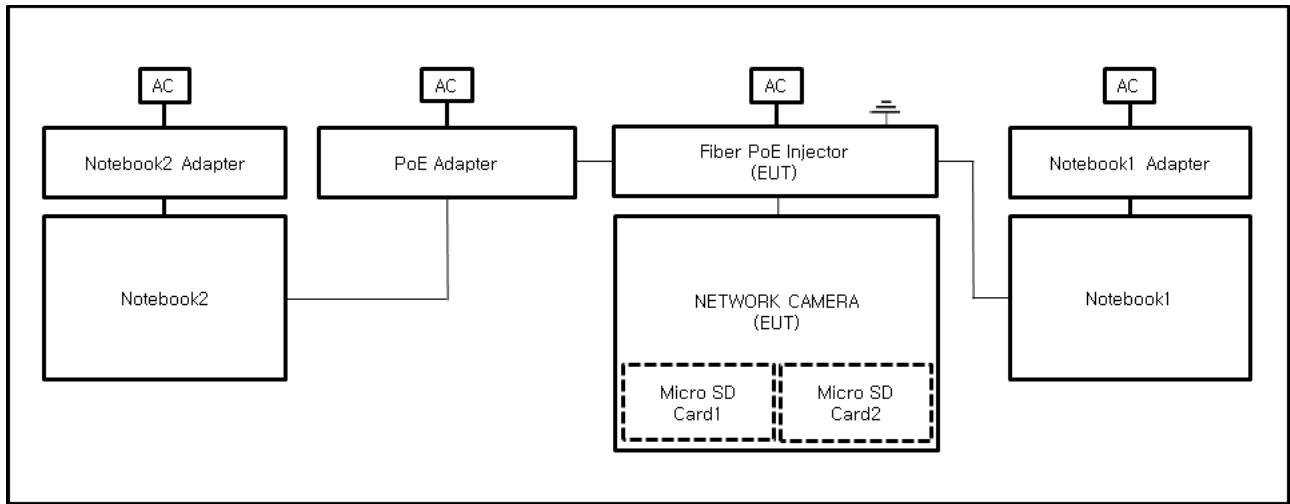 AC
AC
AC
AC
Notebook2 Adapter
PoE Adapter
Fiber PoE Injector
(EUT)
Notebook1 Adapter
Notebook2
NETWORK CAMERA
(EUT)
Notebook1
Micro SD
Card1
Micro SD
Card2